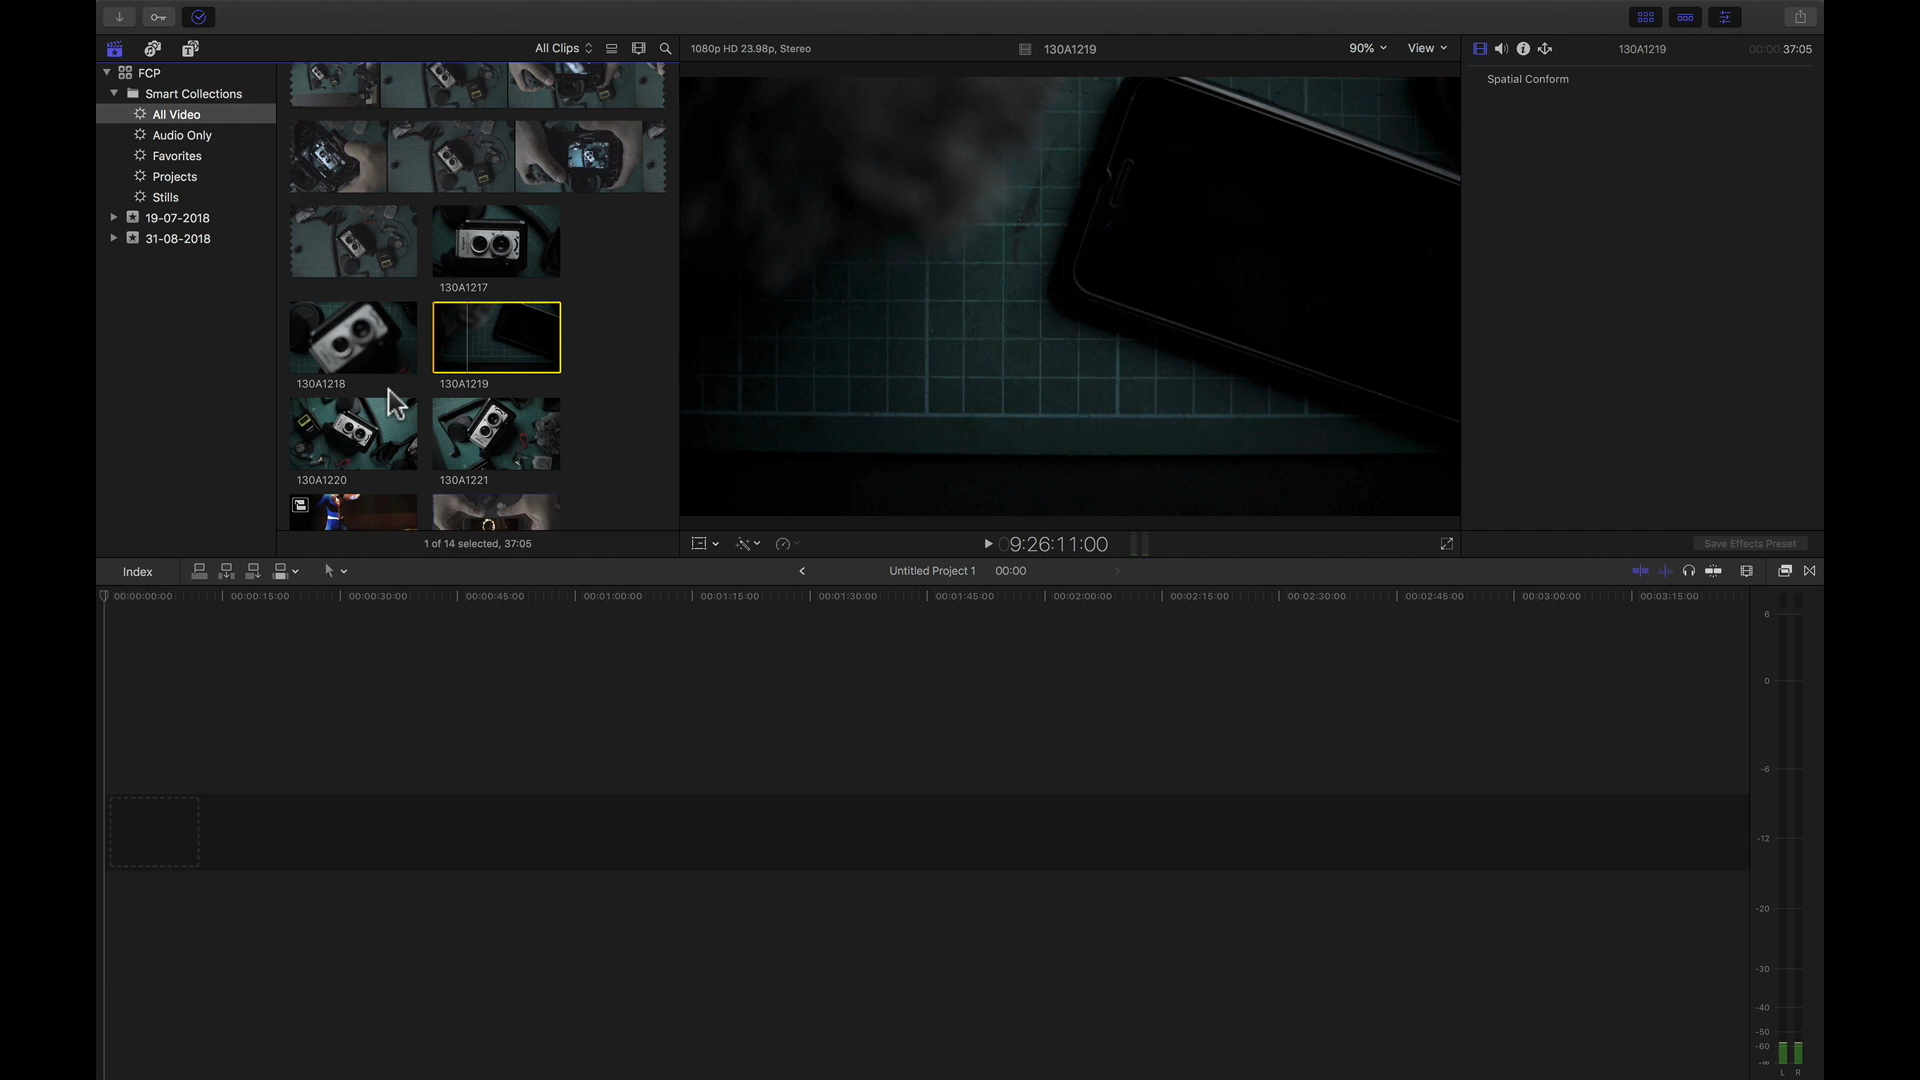 All Clips
1080p HD 23.98p, Stereo
130A1219
90%
View
130A1219
00:00:37:05
FCP
Smart Collections
All Video
Audio Only
Favorites
Projects
Stills
19-07-2018
31-08-2018
Spatial Conform
130A1217
130A1218
130A1219
130A1220
130A1221
1 of 14 selected, 37:05
09:26:11:00
Save Effects Preset
Index
Untitled Project 1
00:00
00:00:00:00
00:00:15:00
00:00:30:00
00:00:45:00
00:01:00:00
00:01:15:00
00:01:30:00
00:01:45:00
00:02:00:00
00:02:15:00
00:02:30:00
00:02:45:00
00:03:00:00
00:03:15:00
6
0
-6
-12
-20
-30
-40
-50
-60
-∞
L R